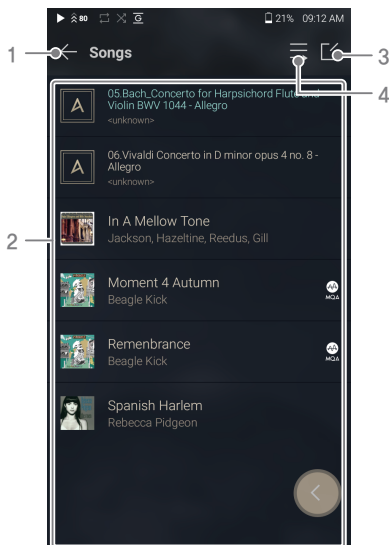 80 G 21% 09:12 AM
1 Songs 3
4
05.Bach_Concerto for Harpsichord Flute and
Violin BWV 1044 - Allegro
<unknown>
A
06.Vivaldi Concerto in D minor opus 4 no. 8 -
Allegro
<unknown>
A
In A Mellow Tone
Jackson, Hazeltine, Reedus, Gill
2
Moment 4 Autumn
Beagle Kick
MQA
Remenbrance
Beagle Kick
MQA
Spanish Harlem
Rebecca Pidgeon